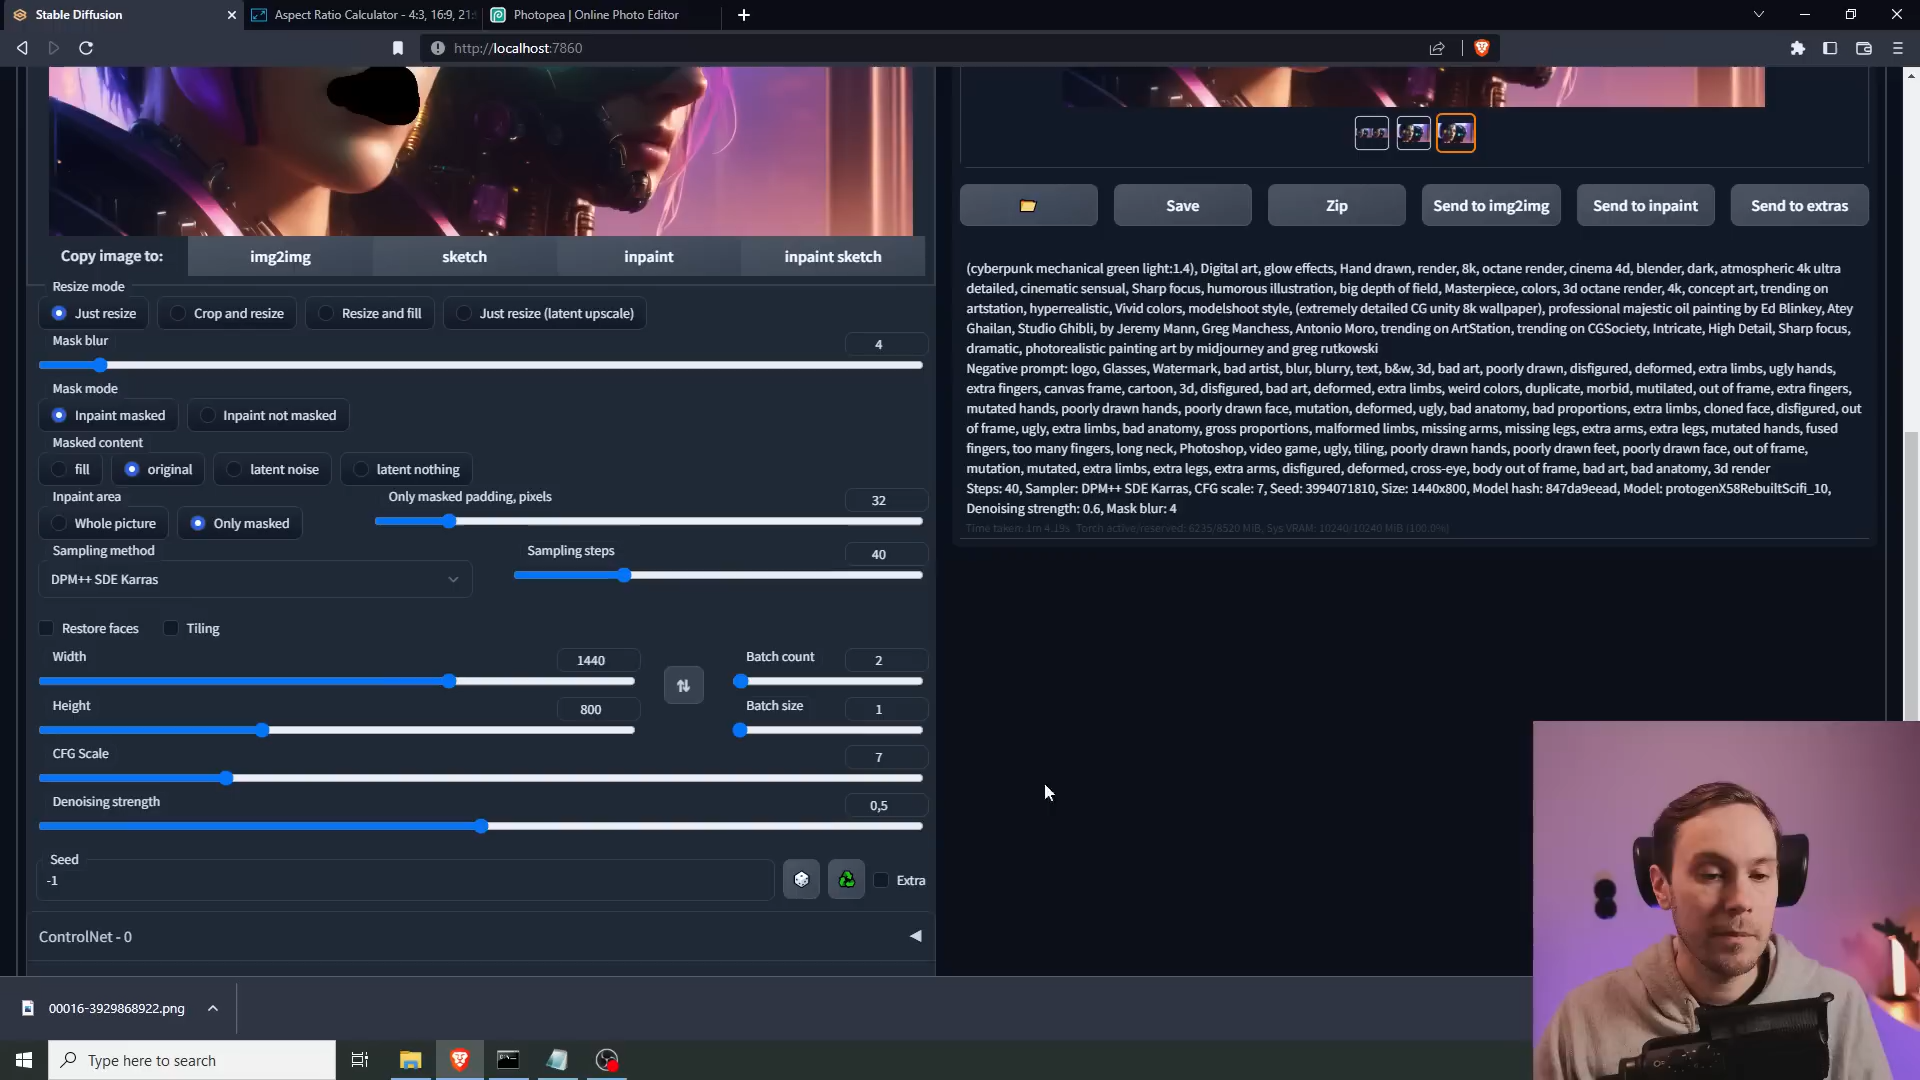 Stable Diffusion
Aspect Ratio Calculator - 4:3, 16:9, 21:
Photopea | Online Photo Editor
http://localhost:7860
Copy image to:
img2img
sketch
inpaint
inpaint sketch
Resize mode
Just resize
Crop and resize
Resize and fill
Just resize (latent upscale)
Mask blur
4
Mask mode
Inpaint masked
Inpaint not masked
Masked content
fill
original
latent noise
latent nothing
Inpaint area
Whole picture
Only masked
Only masked padding, pixels
32
Sampling method
DPM++ SDE Karras
Sampling steps
40
Restore faces
Tiling
Width
1440
Height
800
Batch count
2
Batch size
1
CFG Scale
7
Denoising strength
0,5
Seed
-1
Extra
ControlNet - 0
Save
Zip
Send to img2img
Send to inpaint
Send to extras
(cyberpunk mechanical green light:1.4), Digital art, glow effects, Hand drawn, render, 8k, octane render, cinema 4d, blender, dark, atmospheric 4k ultra
detailed, cinematic sensual, Sharp focus, humorous illustration, big depth of field, Masterpiece, colors, 3d octane render, 4k, concept art, trending on
artstation, hyperrealistic, Vivid colors, modelshoot style, (extremely detailed CG unity 8k wallpaper), professional majestic oil painting by Ed Blinkey, Atey
Ghailan, Studio Ghibli, by Jeremy Mann, Greg Manchess, Antonio Moro, trending on ArtStation, trending on CGSociety, Intricate, High Detail, Sharp focus,
dramatic, photorealistic painting art by midjourney and greg rutkowski
Negative prompt: logo, Glasses, Watermark, bad artist, blur, blurry, text, b&w, 3d, bad art, poorly drawn, disfigured, deformed, extra limbs, ugly hands,
extra fingers, canvas frame, cartoon, 3d, disfigured, bad art, deformed, extra limbs, weird colors, duplicate, morbid, mutilated, out of frame, extra fingers,
mutated hands, poorly drawn hands, poorly drawn face, mutation, deformed, ugly, bad anatomy, bad proportions, extra limbs, cloned face, disfigured, out
of frame, ugly, extra limbs, bad anatomy, gross proportions, malformed limbs, missing arms, missing legs, extra arms, extra legs, mutated hands, fused
fingers, too many fingers, long neck, Photoshop, video game, ugly, tiling, poorly drawn hands, poorly drawn feet, poorly drawn face, out of frame,
mutation, mutated, extra limbs, extra legs, extra arms, disfigured, deformed, cross-eye, body out of frame, bad art, bad anatomy, 3d render
Steps: 40, Sampler: DPM++ SDE Karras, CFG scale: 7, Seed: 3994071810, Size: 1440x800, Model hash: 847da9eead, Model: protogenX58RebuiltScifi_10,
Denoising strength: 0.6, Mask blur: 4
Time taken: 1m 4.19s Torch active/reserved: 6235/8520 MiB, Sys VRAM: 10240/10240 MiB (100.0%)
00016-3929868922.png
Type here to search